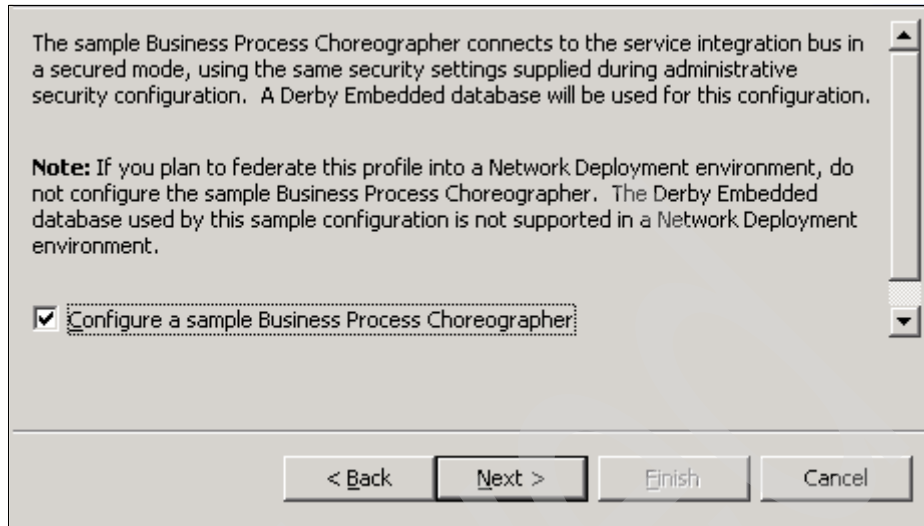 The sample Business Process Choreographer connects to the service integration bus in
a secured mode, using the same security settings supplied during administrative
security configuration. A Derby Embedded database will be used for this configuration.
Note: If you plan to federate this profile into a Network Deployment environment, do
not configure the sample Business Process Choreographer. The Derby Embedded
database used by this sample configuration is not supported in a Network Deployment
environment.
Configure a sample Business Process Choreographer
< Back Next > Finish Cancel